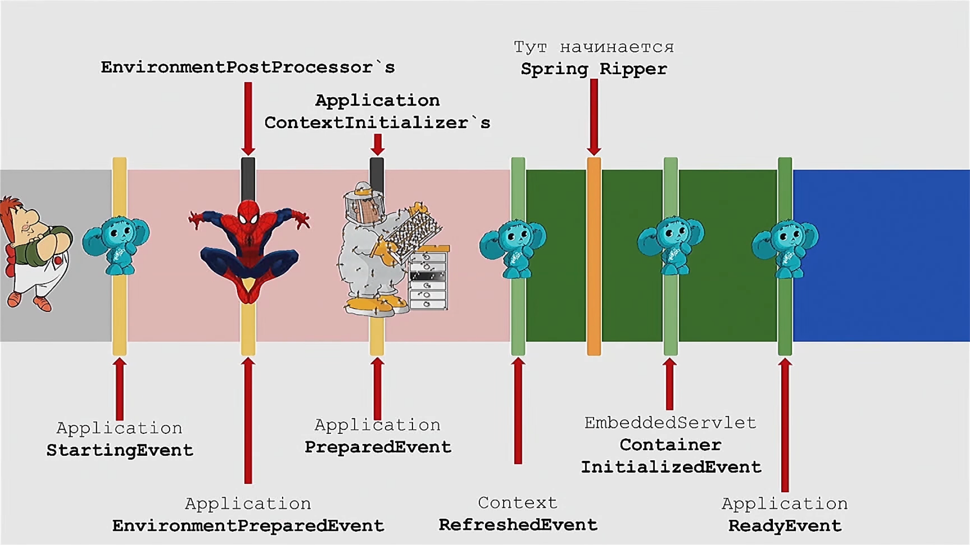 Тут начинается
Spring Ripper
EnvironmentPostProcessor`s
Application
ContextInitializer`s
Application
StartingEvent
Application
EnvironmentPreparedEvent
Application
PreparedEvent
Context
RefreshedEvent
EmbeddedServlet
Container
InitializedEvent
Application
ReadyEvent